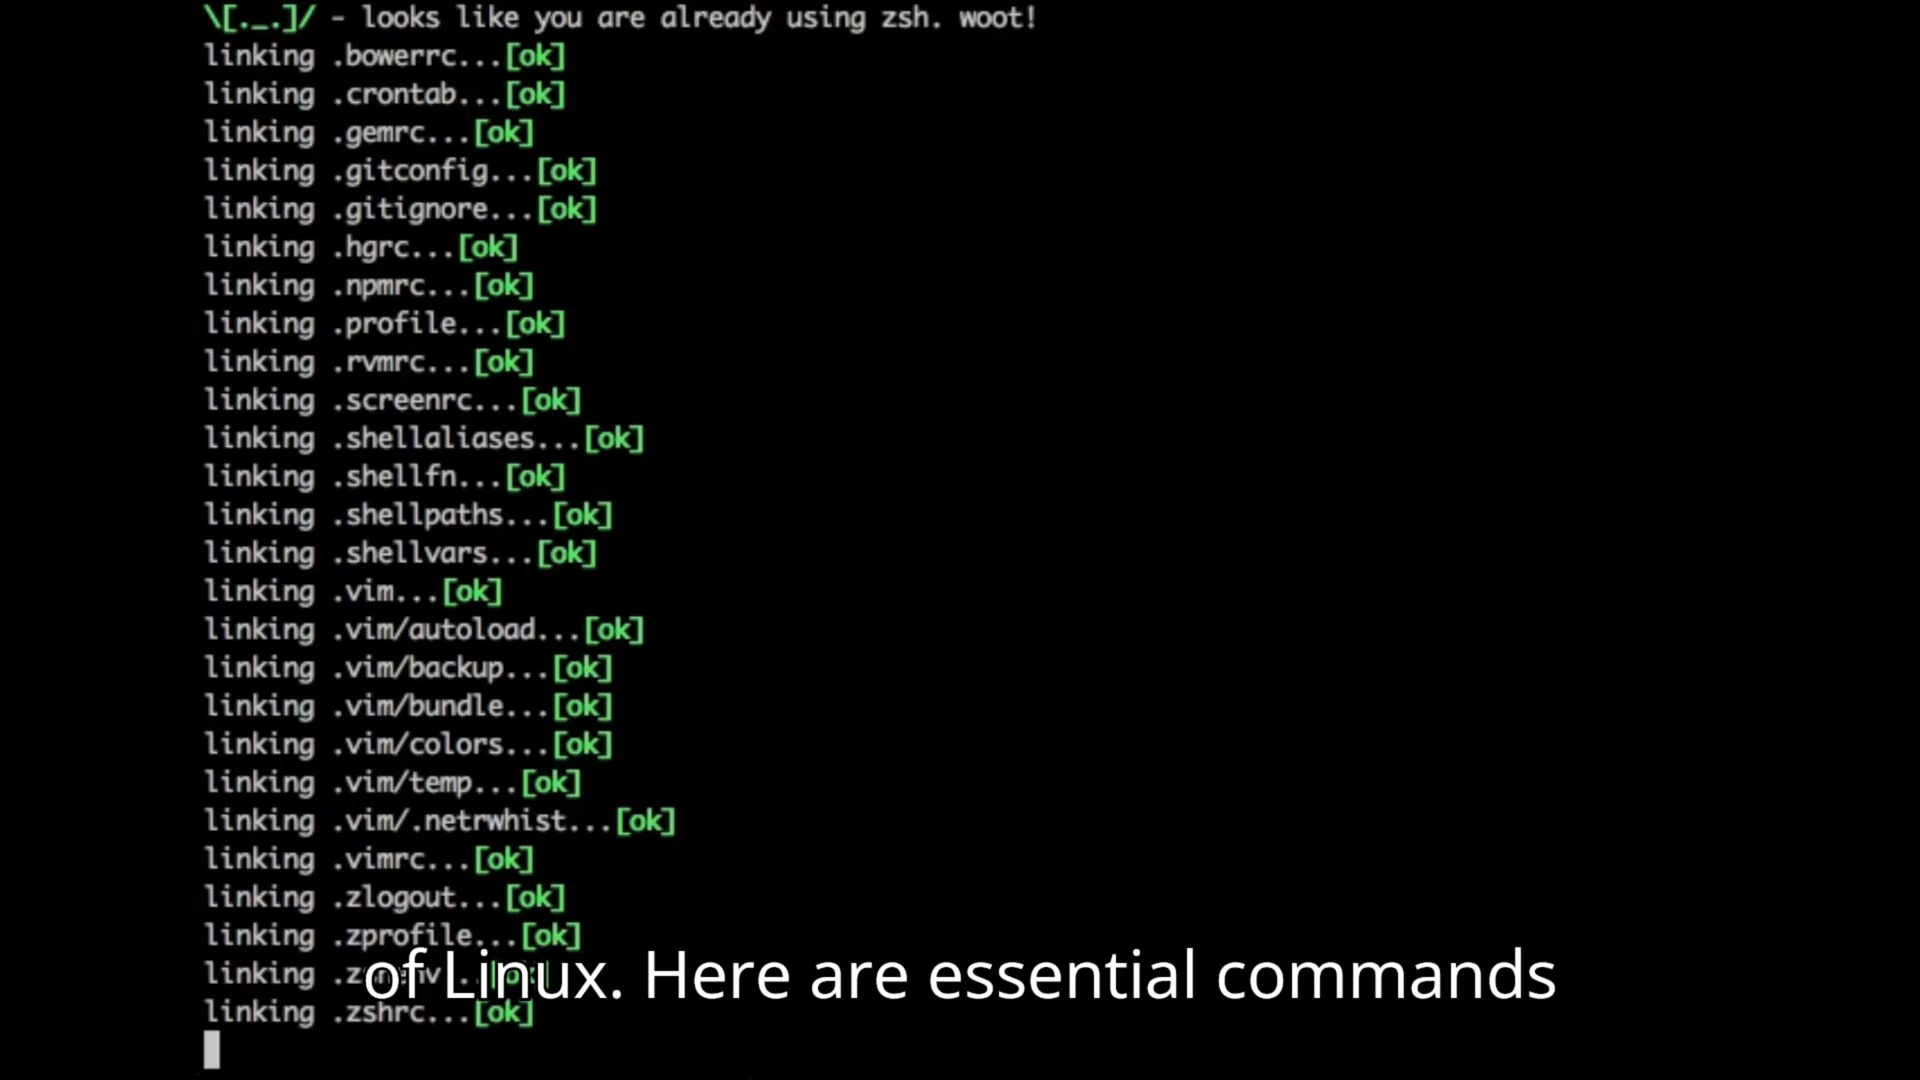 \[._.]/ - looks like you are already using zsh. woot!
linking .bowerrc...[ok]
linking .crontab...[ok]
linking .gemrc...[ok]
linking .gitconfig...[ok]
linking .gitignore...[ok]
linking .hgrc...[ok]
linking .npmrc...[ok]
linking .profile...[ok]
linking .rvmrc...[ok]
linking .screenrc...[ok]
linking .shellaliases...[ok]
linking .shellfn...[ok]
linking .shellpaths...[ok]
linking .shellvars...[ok]
linking .vim...[ok]
linking .vim/autoload...[ok]
linking .vim/backup...[ok]
linking .vim/bundle...[ok]
linking .vim/colors...[ok]
linking .vim/temp...[ok]
linking .vim/.netrwhist...[ok]
linking .vimrc...[ok]
linking .zlogout...[ok]
linking .zprofile...[ok]
linking
of Linux. Here are essential commands
linking .zshrc...[ok]